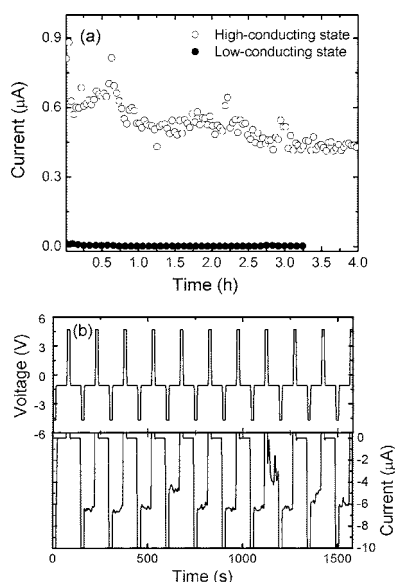 (a)
○ High-conducting state
● Low-conducting state
Current (μA)
0.9
0.6
0.3
0.0
0.5 1.0 1.5 2.0 2.5 3.0 3.5 4.0
Time (h)
(b)
Voltage (V)
6
3
0
-3
-6
0
-2
-4
-6
-8
-10
Current (μA)
0 500 1000 1500
Time (s)